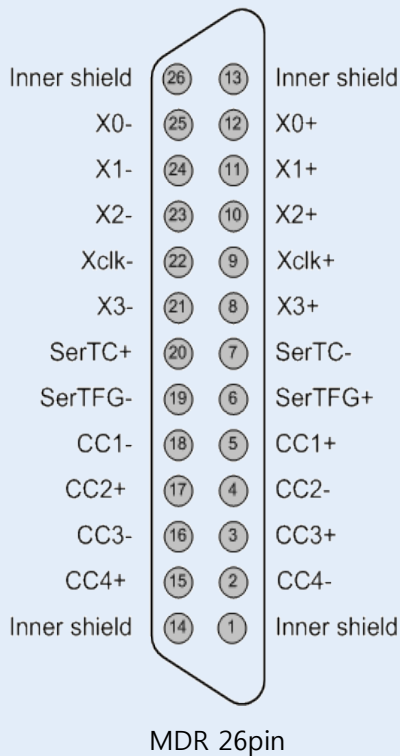 Inner shield 26 13 Inner shield
X0- 25 12 X0+
X1- 24 11 X1+
X2- 23 10 X2+
Xclk- 22 9 Xclk+
X3- 21 8 X3+
SerTC+ 20 7 SerTC-
SerTFG- 19 6 SerTFG+
CC1- 18 5 CC1+
CC2+ 17 4 CC2-
CC3- 16 3 CC3+
CC4+ 15 2 CC4-
Inner shield 14 1 Inner shield
MDR 26pin